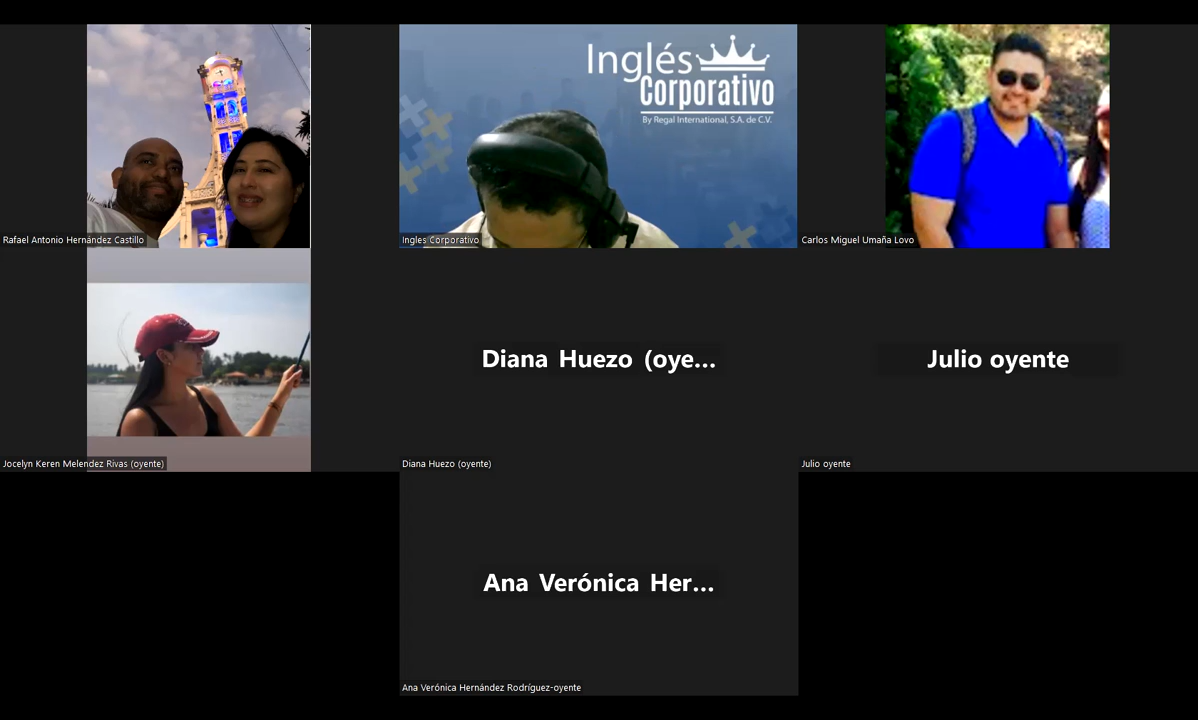 Inglés
Corporativo
By Regal International, S.A. de C.V.
Rafael Antonio Hernández Castillo
Ingles Corporativo
Carlos Miguel Umaña Lovo
Diana Huezo (oye...
Julio oyente
Jocelyn Keren Melendez Rivas (oyente)
Diana Huezo (oyente)
Julio oyente
Ana Verónica Her...
Ana Verónica Hernández Rodríguez-oyente